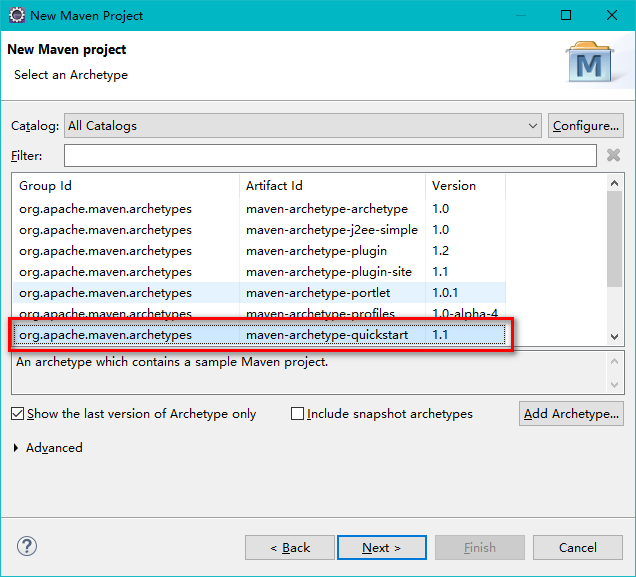 New Maven Project
New Maven project
Select an Archetype
M
Catalog: All Catalogs Configure...
Filter:
Group Id Artifact Id Version
org.apache.maven.archetypes maven-archetype-archetype 1.0
org.apache.maven.archetypes maven-archetype-j2ee-simple 1.0
org.apache.maven.archetypes maven-archetype-plugin 1.2
org.apache.maven.archetypes maven-archetype-plugin-site 1.1
org.apache.maven.archetypes maven-archetype-portlet 1.0.1
org.apache.maven.archetypes maven-archetype-profiles 1.0-alpha-4
org.apache.maven.archetypes maven-archetype-quickstart 1.1
An archetype which contains a sample Maven project.
Show the last version of Archetype only Include snapshot archetypes Add Archetype...
Advanced
? < Back Next > Finish Cancel